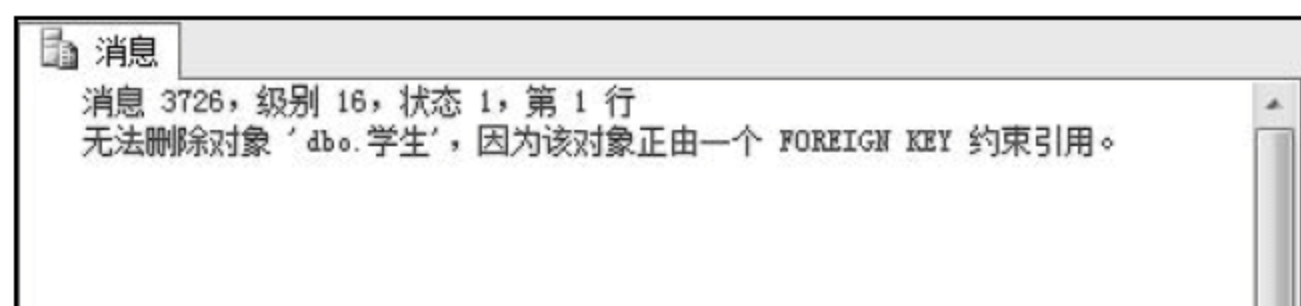 消息
消息 3726，级别 16，状态 1，第 1 行
无法删除对象 'dbo.学生'，因为该对象正由一个 FOREIGN KEY 约束引用。